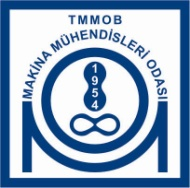 TMMOB
MAKİNA MÜHENDİSLERİ ODASI
1954